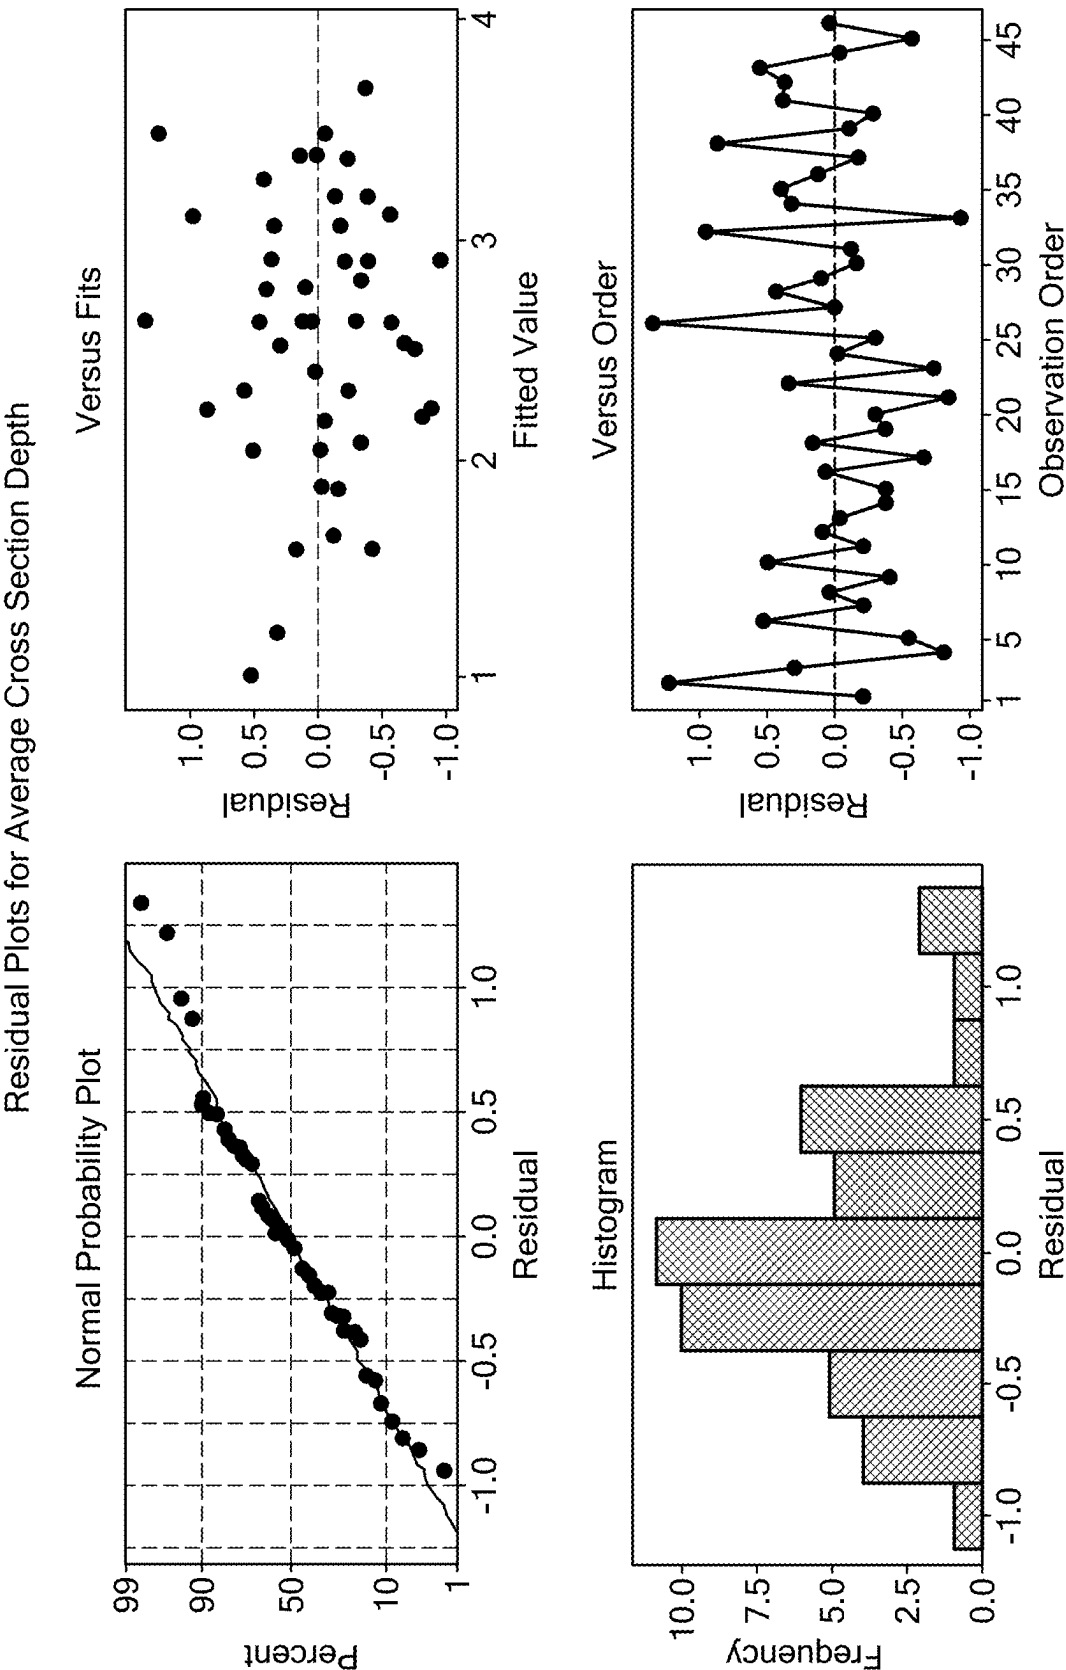 Residual Plots for Average Cross Section Depth
Normal Probability Plot
99
90
50
10
1
Percent
-1.0 -0.5 0.0 0.5 1.0
Residual
Versus Fits
1.0
0.5
0.0
-0.5
-1.0
Residual
1 2 3 4
Fitted Value
Histogram
10.0
7.5
5.0
2.5
0.0
Frequency
-1.0 -0.5 0.0 0.5 1.0
Residual
Versus Order
1.0
0.5
0.0
-0.5
-1.0
Residual
1 5 10 15 20 25 30 35 40 45
Observation Order